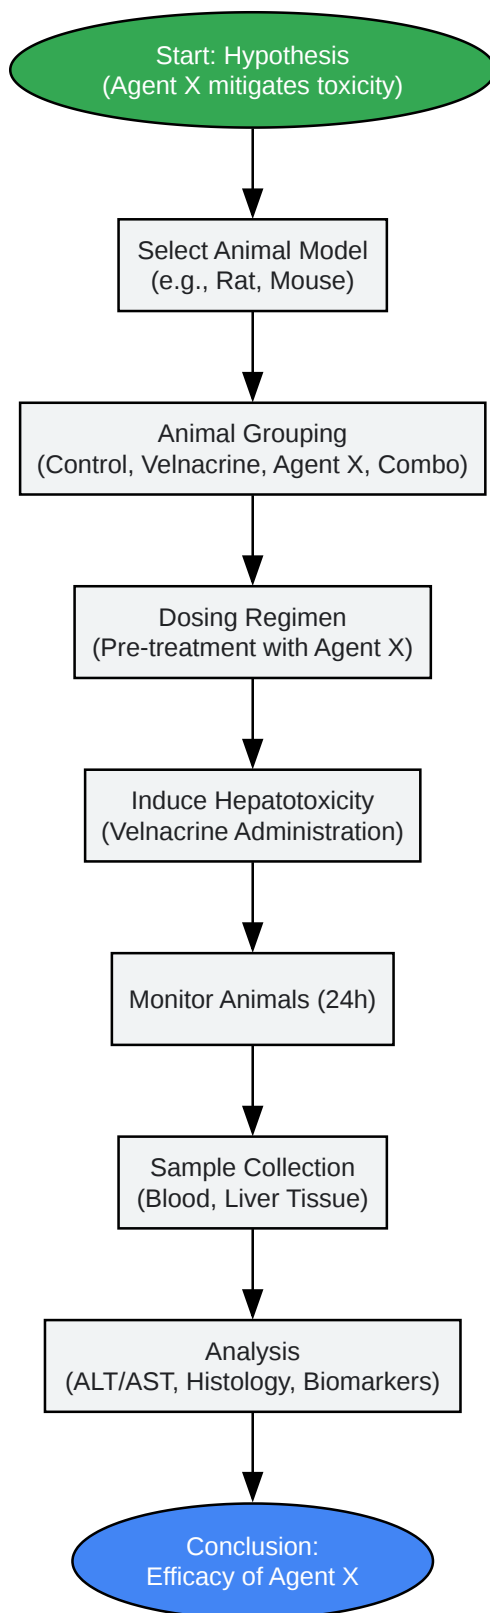 Start: Hypothesis
(Agent X mitigates toxicity)
Select Animal Model
(e.g., Rat, Mouse)
Animal Grouping
(Control, Velnacrine, Agent X, Combo)
Dosing Regimen
(Pre-treatment with Agent X)
Induce Hepatotoxicity
(Velnacrine Administration)
Monitor Animals (24h)
Sample Collection
(Blood, Liver Tissue)
Analysis
(ALT/AST, Histology, Biomarkers)
Conclusion:
Efficacy of Agent X